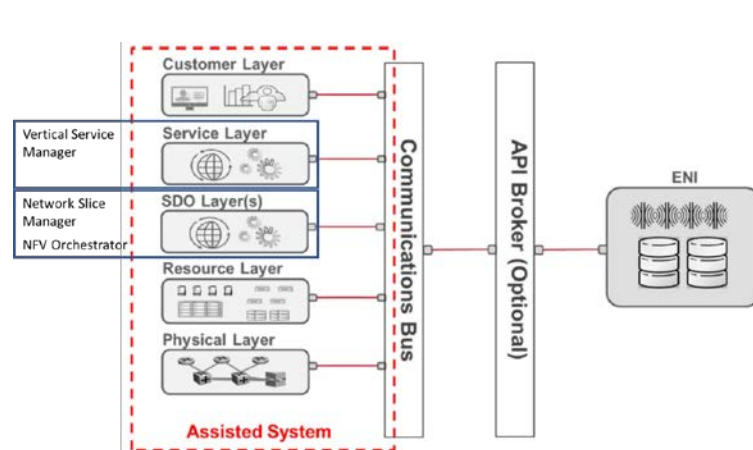 Customer Layer
Vertical Service
Manager
Service Layer
Network Slice
Manager
NFV Orchestrator
SDO Layer(s)
Resource Layer
Physical Layer
Assisted System
Communications Bus
API Broker (Optional)
ENI